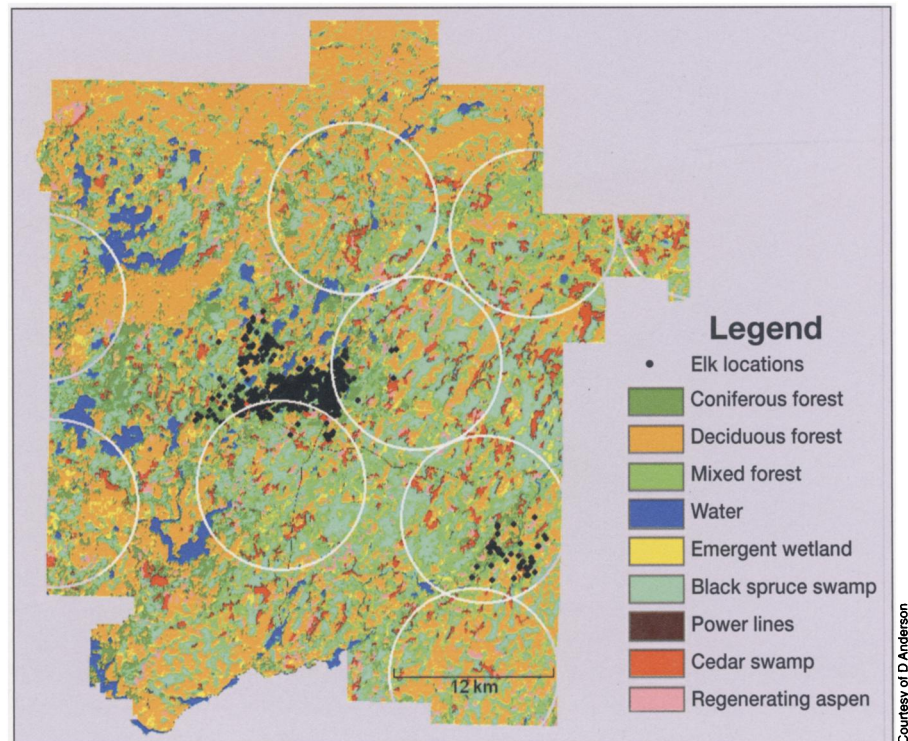 Legend
Elk locations
Coniferous forest
Deciduous forest
Mixed forest
Water
Emergent wetland
Black spruce swamp
Power lines
Cedar swamp
Regenerating aspen
12 km
Courtesy of D Anderson